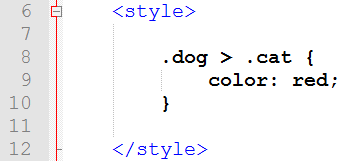 6 <style>
7
8 .dog > .cat {
9 color: red;
10 }
11
12 </style>